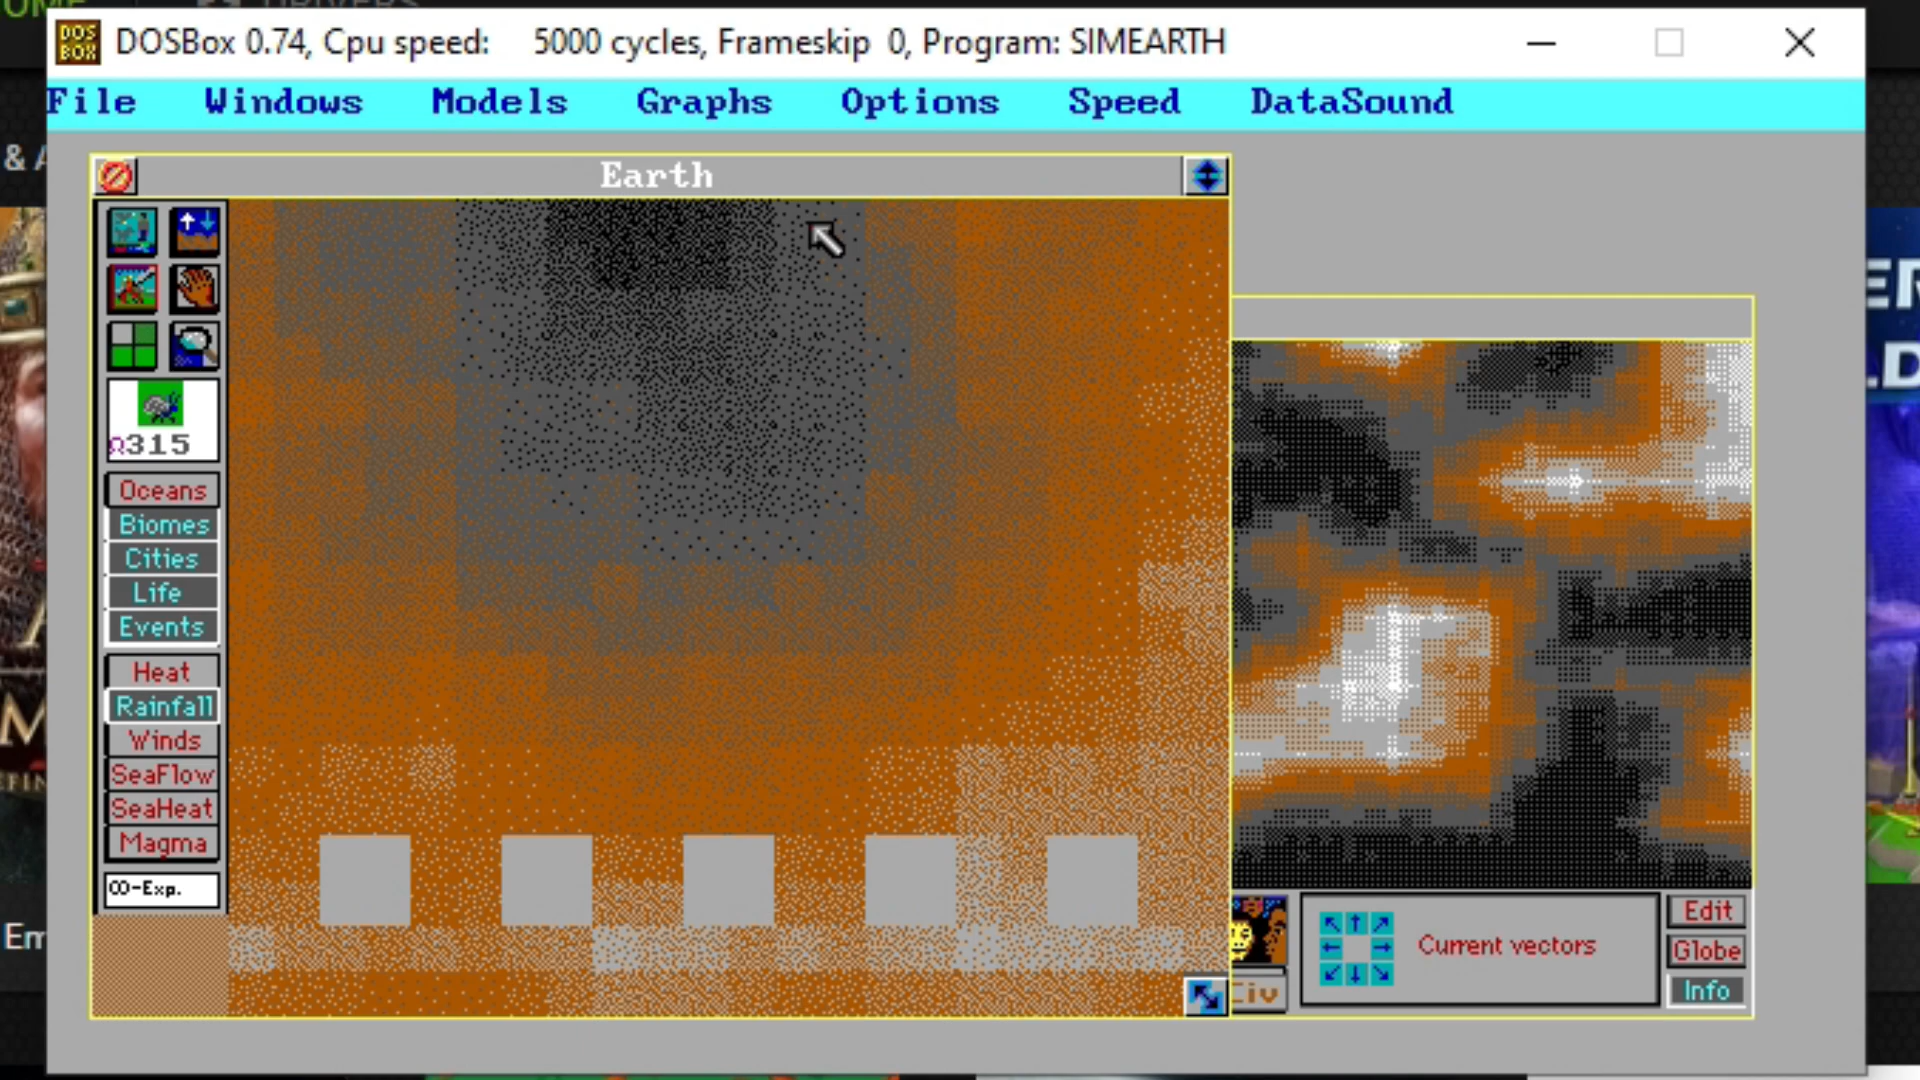 DOSBox 0.74, Cpu speed: 5000 cycles, Frameskip 0, Program: SIMEARTH
File Windows Models Graphs Options Speed DataSound
Earth
Ω315
Oceans
Biomes
Cities
Life
Events
Heat
Rainfall
Winds
SeaFlow
SeaHeat
Magma
-Exp.
Civ
Current vectors
Edit
Globe
Info